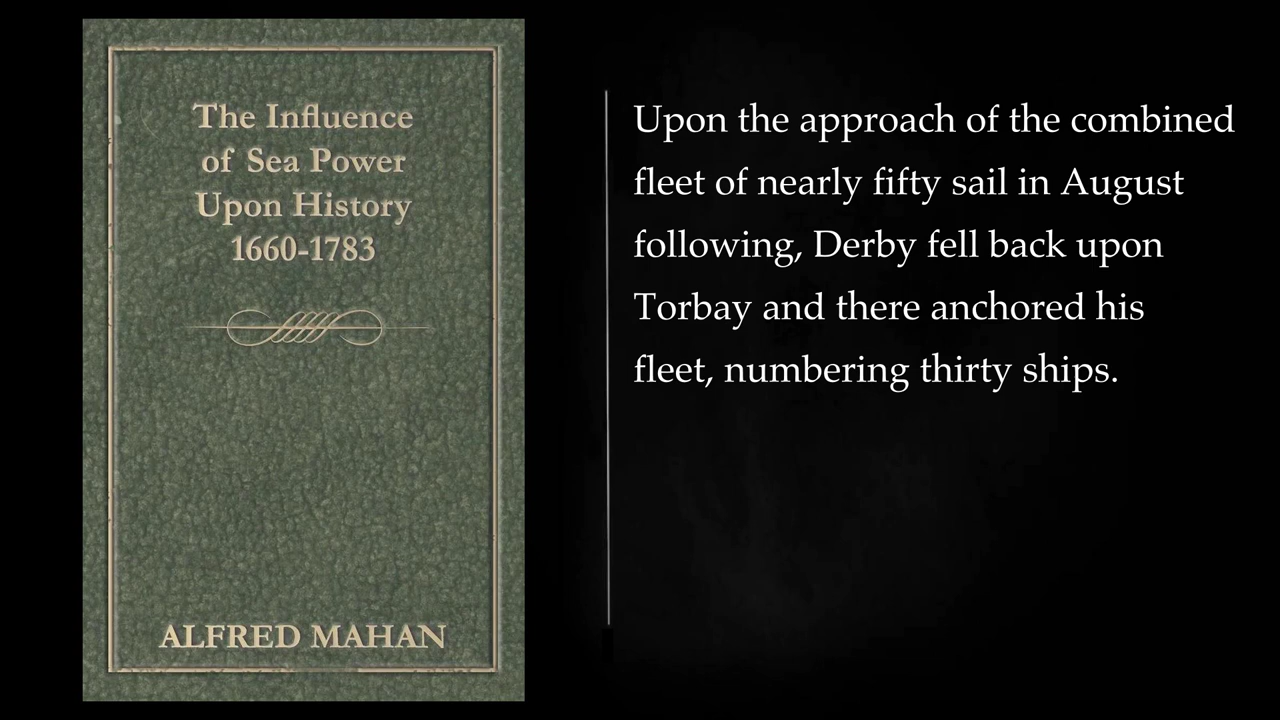 The Influence
of Sea Power
Upon History
1660-1783
ALFRED MAHAN
Upon the approach of the combined
fleet of nearly fifty sail in August
following, Derby fell back upon
Torbay and there anchored his
fleet, numbering thirty ships.